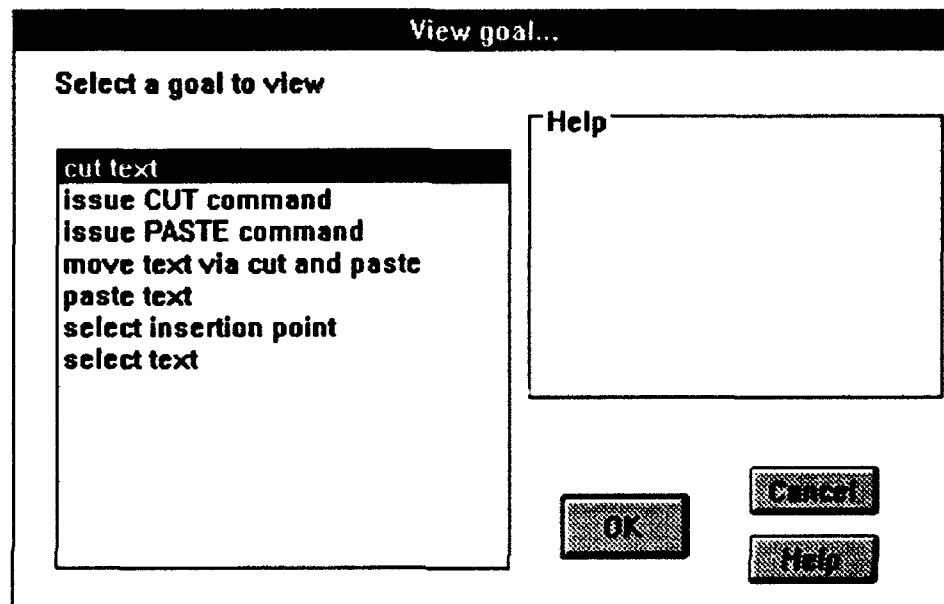 View goal...
Select a goal to view
Help
cut text
issue CUT command
issue PASTE command
move text via cut and paste
paste text
select insertion point
select text
Cancel
OK
Help